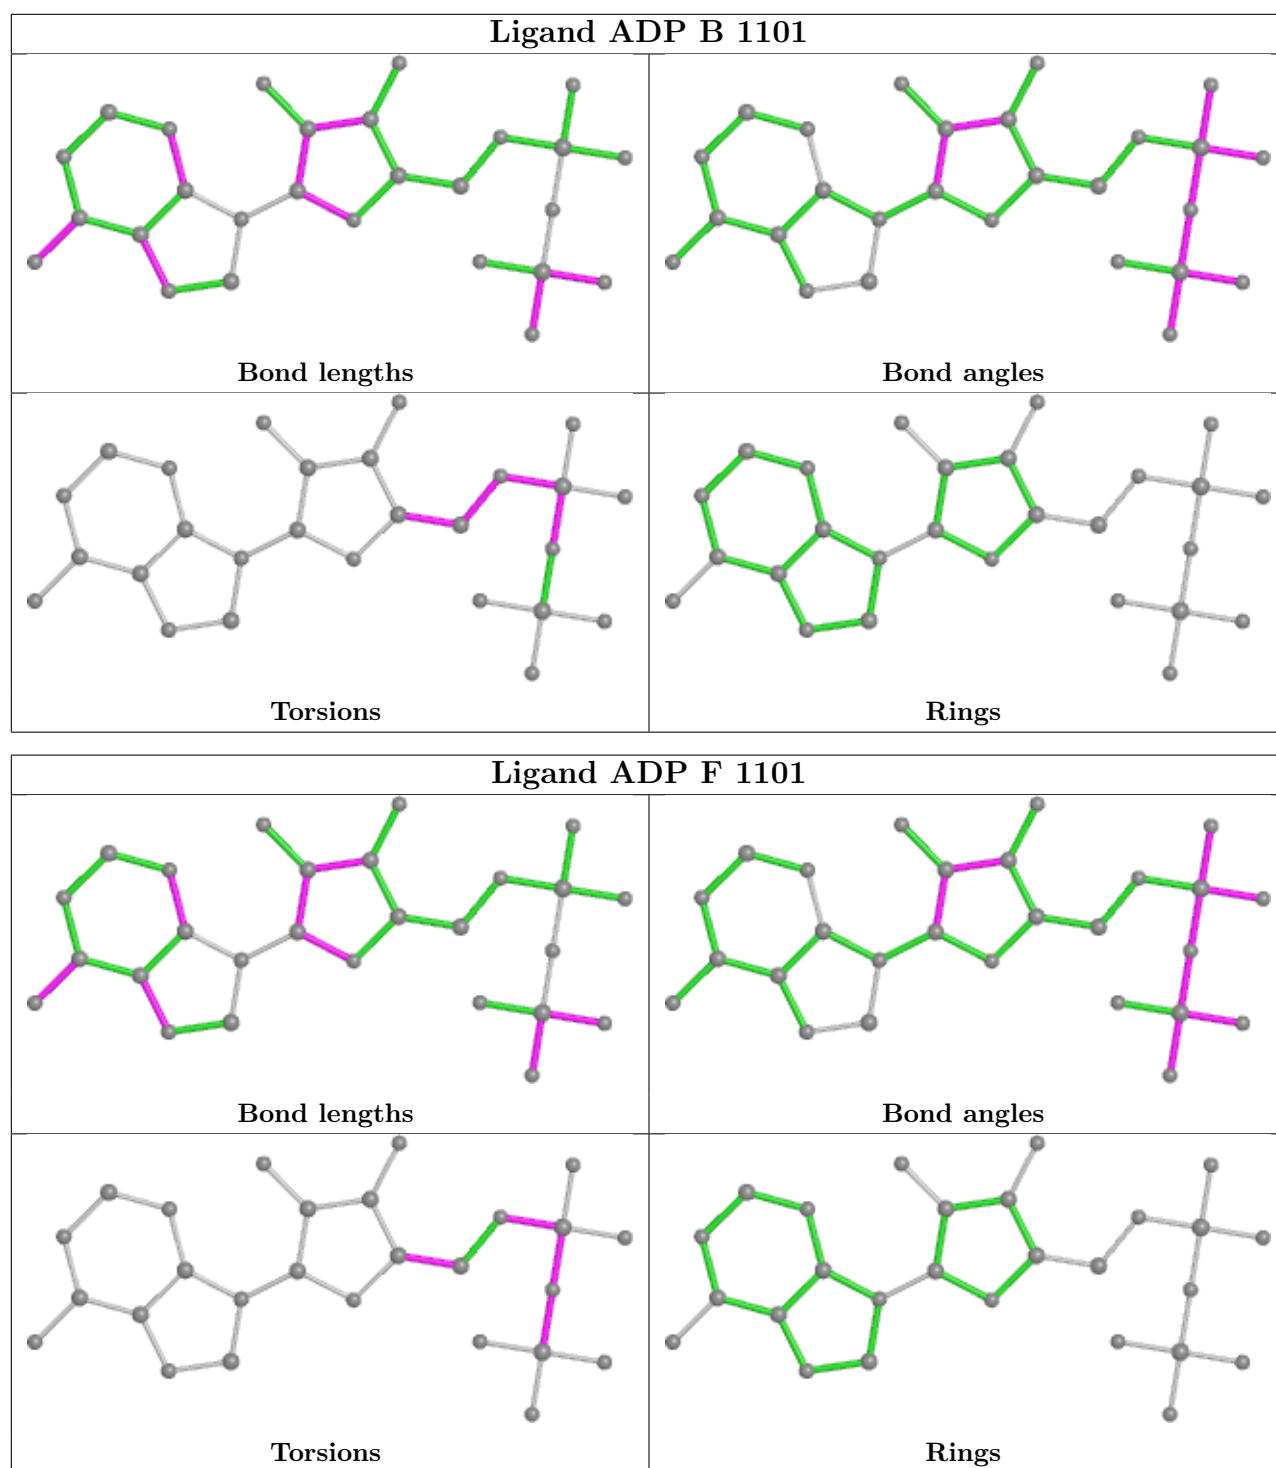 Ligand ADP B 1101
Bond lengths
Bond angles
Torsions
Rings
Ligand ADP F 1101
Bond lengths
Bond angles
Torsions
Rings